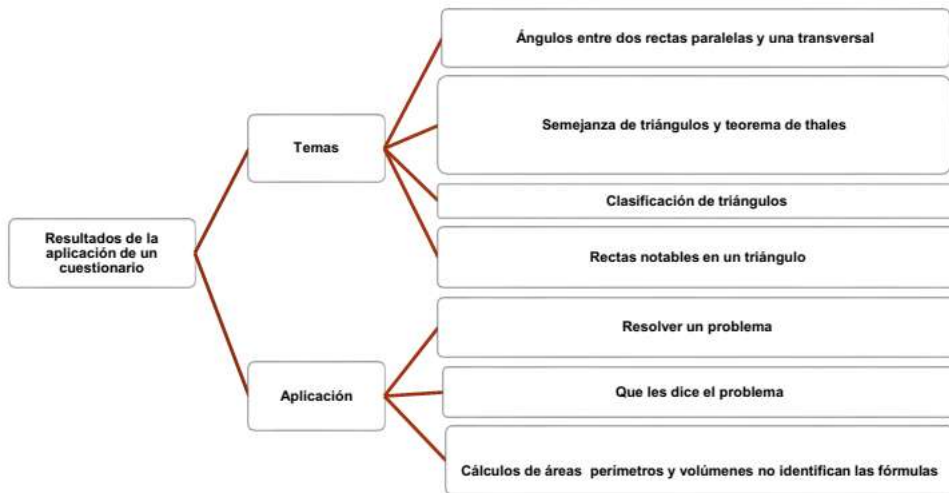 Resultados de la
aplicación de un
cuestionario
Temas
Ángulos entre dos rectas paralelas y una transversal
Semejanza de triángulos y teorema de thales
Clasificación de triángulos
Rectas notables en un triángulo
Aplicación
Resolver un problema
Que les dice el problema
Cálculos de áreas perímetros y volúmenes no identifican las fórmulas